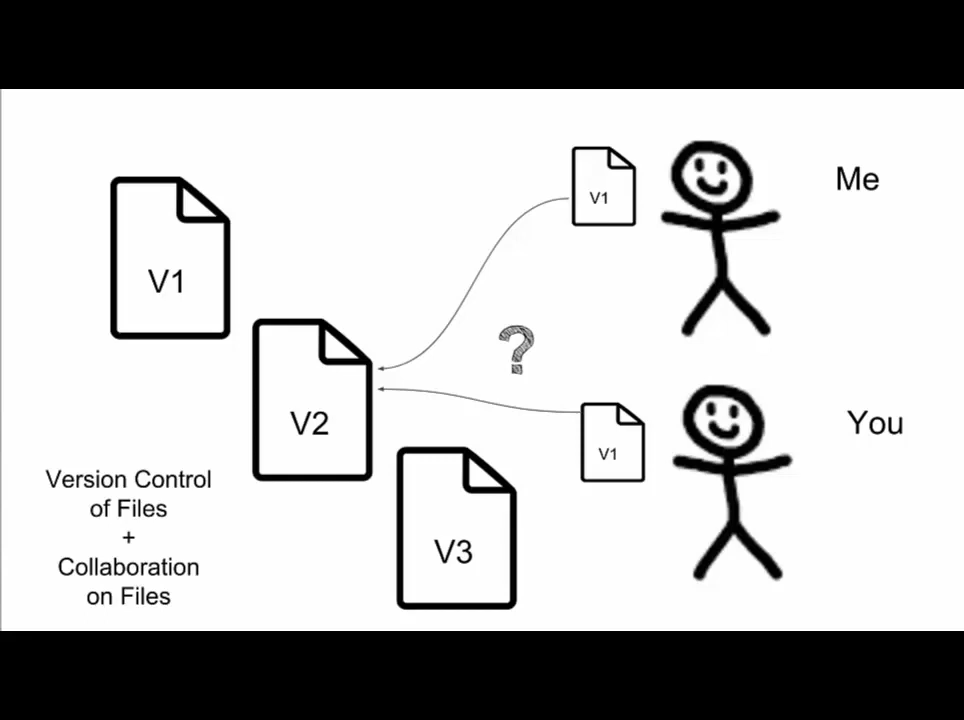 V1
Me
V1
?
V2
V1
You
V3
Version Control
of Files
+
Collaboration
on Files